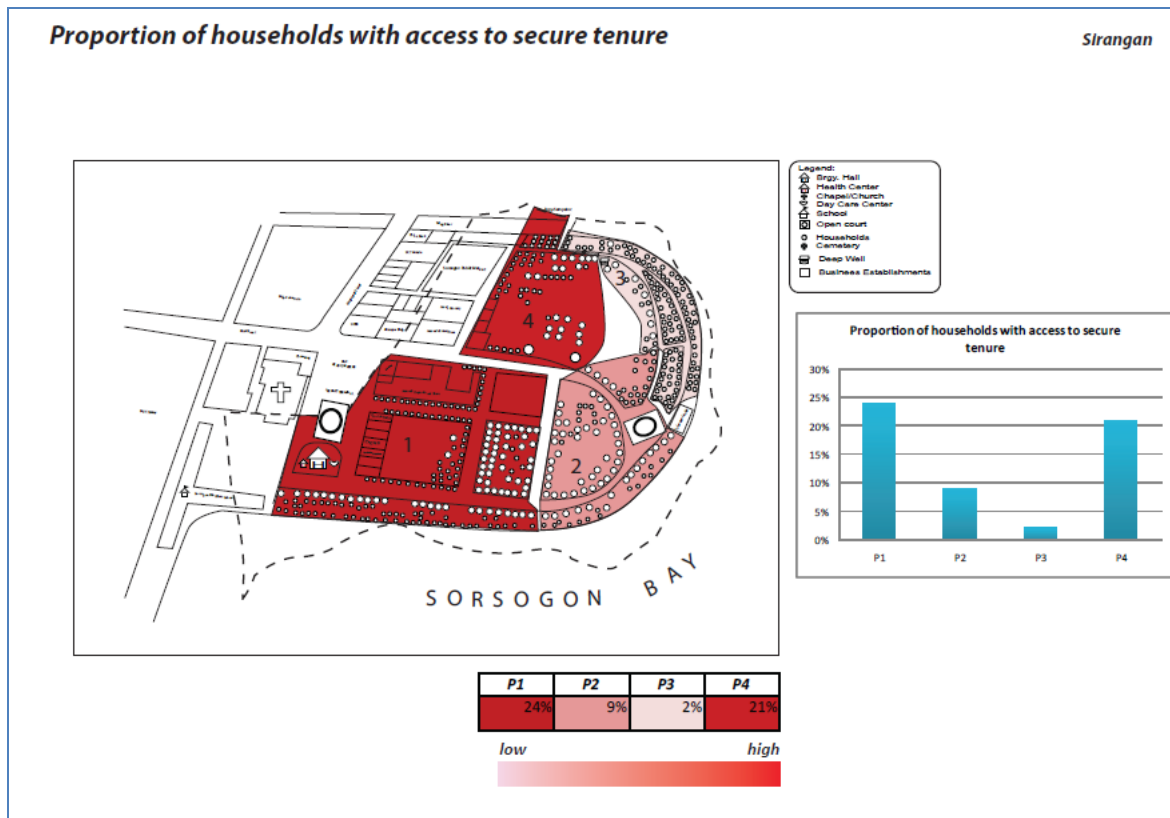 Proportion of households with access to secure tenure
Sirangan
Legend:
Brgy. Hall
Health Center
Chapel/Church
Day Care Center
School
Open court
Households
Cemetery
Deep Well
Business Establishments
3
4
1
2
SORSOGON BAY
Proportion of households with access to secure
tenure
30%
25%
20%
15%
10%
5%
0%
P1 P2 P3 P4
P1 P2 P3 P4
24% 9% 2% 21%
low high